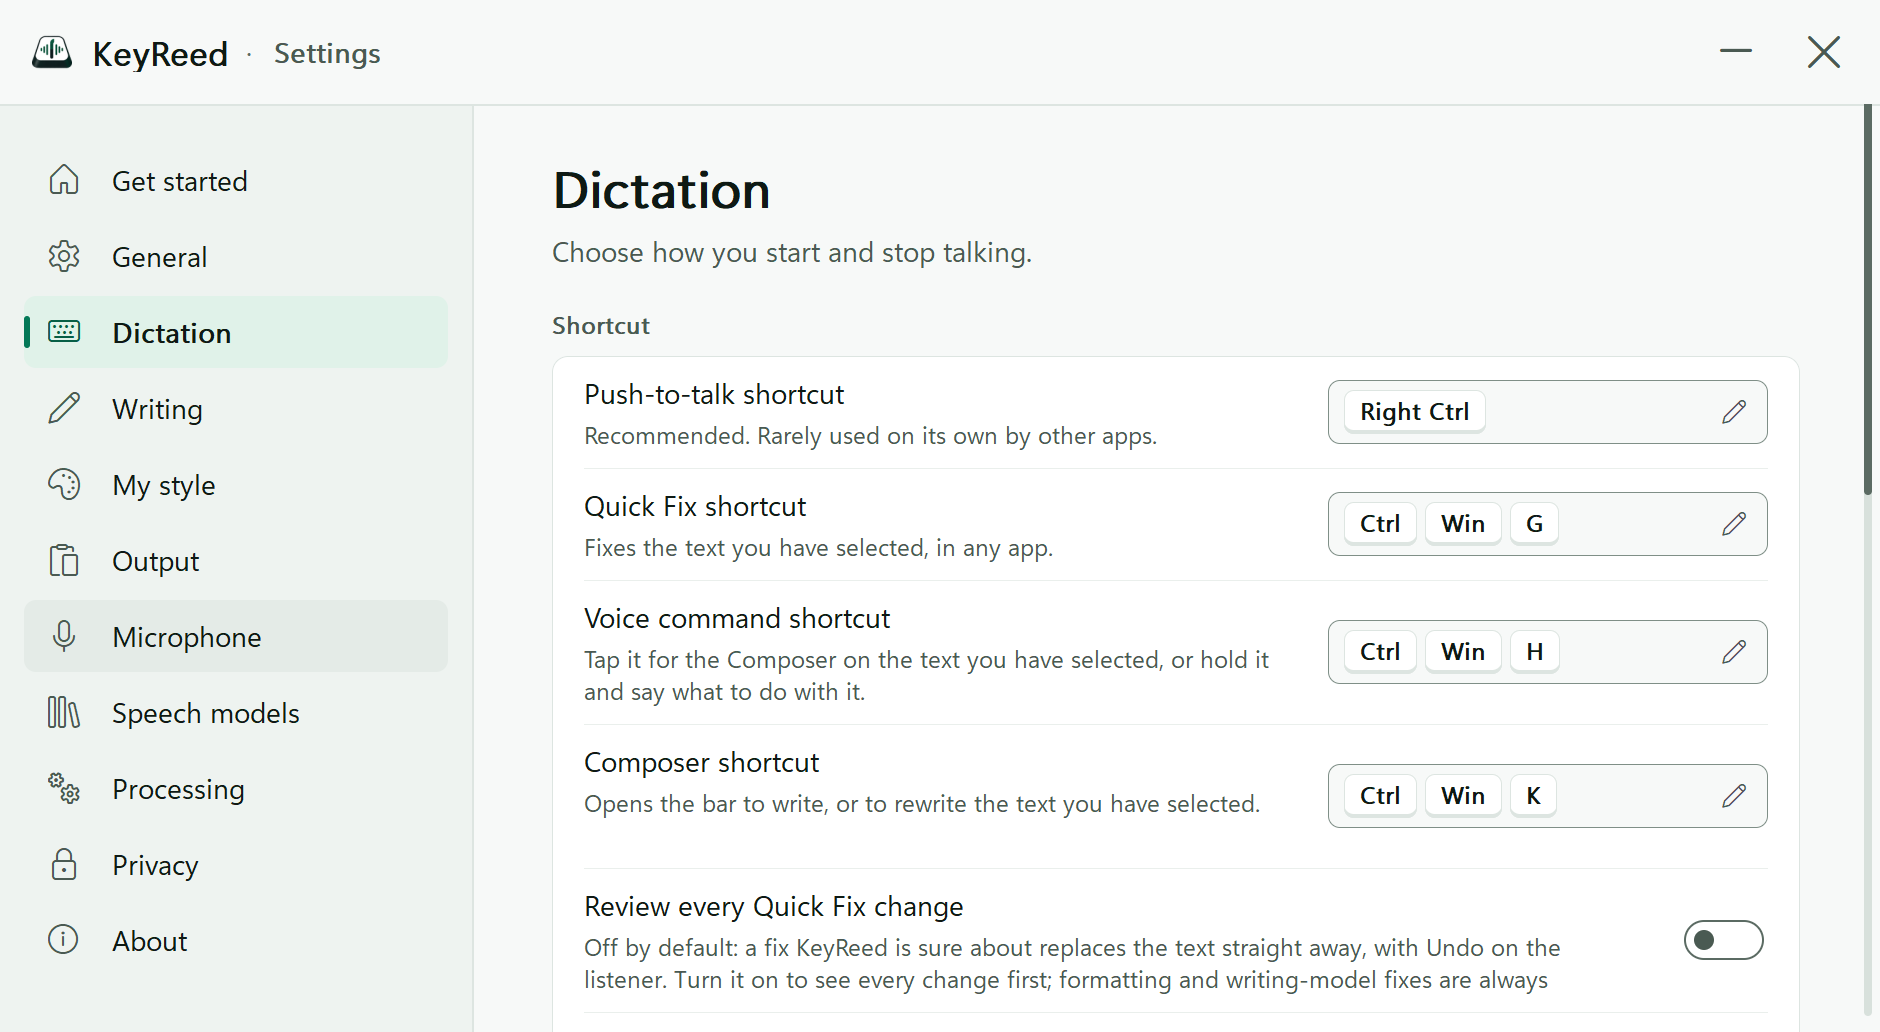 KeyReed · Settings
Get started
General
Dictation
Writing
My style
Output
Microphone
Speech models
Processing
Privacy
About
Dictation
Choose how you start and stop talking.
Shortcut
Push-to-talk shortcut
Recommended. Rarely used on its own by other apps.
Right Ctrl
Quick Fix shortcut
Fixes the text you have selected, in any app.
Ctrl Win G
Voice command shortcut
Tap it for the Composer on the text you have selected, or hold it
and say what to do with it.
Ctrl Win H
Composer shortcut
Opens the bar to write, or to rewrite the text you have selected.
Ctrl Win K
Review every Quick Fix change
Off by default: a fix KeyReed is sure about replaces the text straight away, with Undo on the
listener. Turn it on to see every change first; formatting and writing-model fixes are always